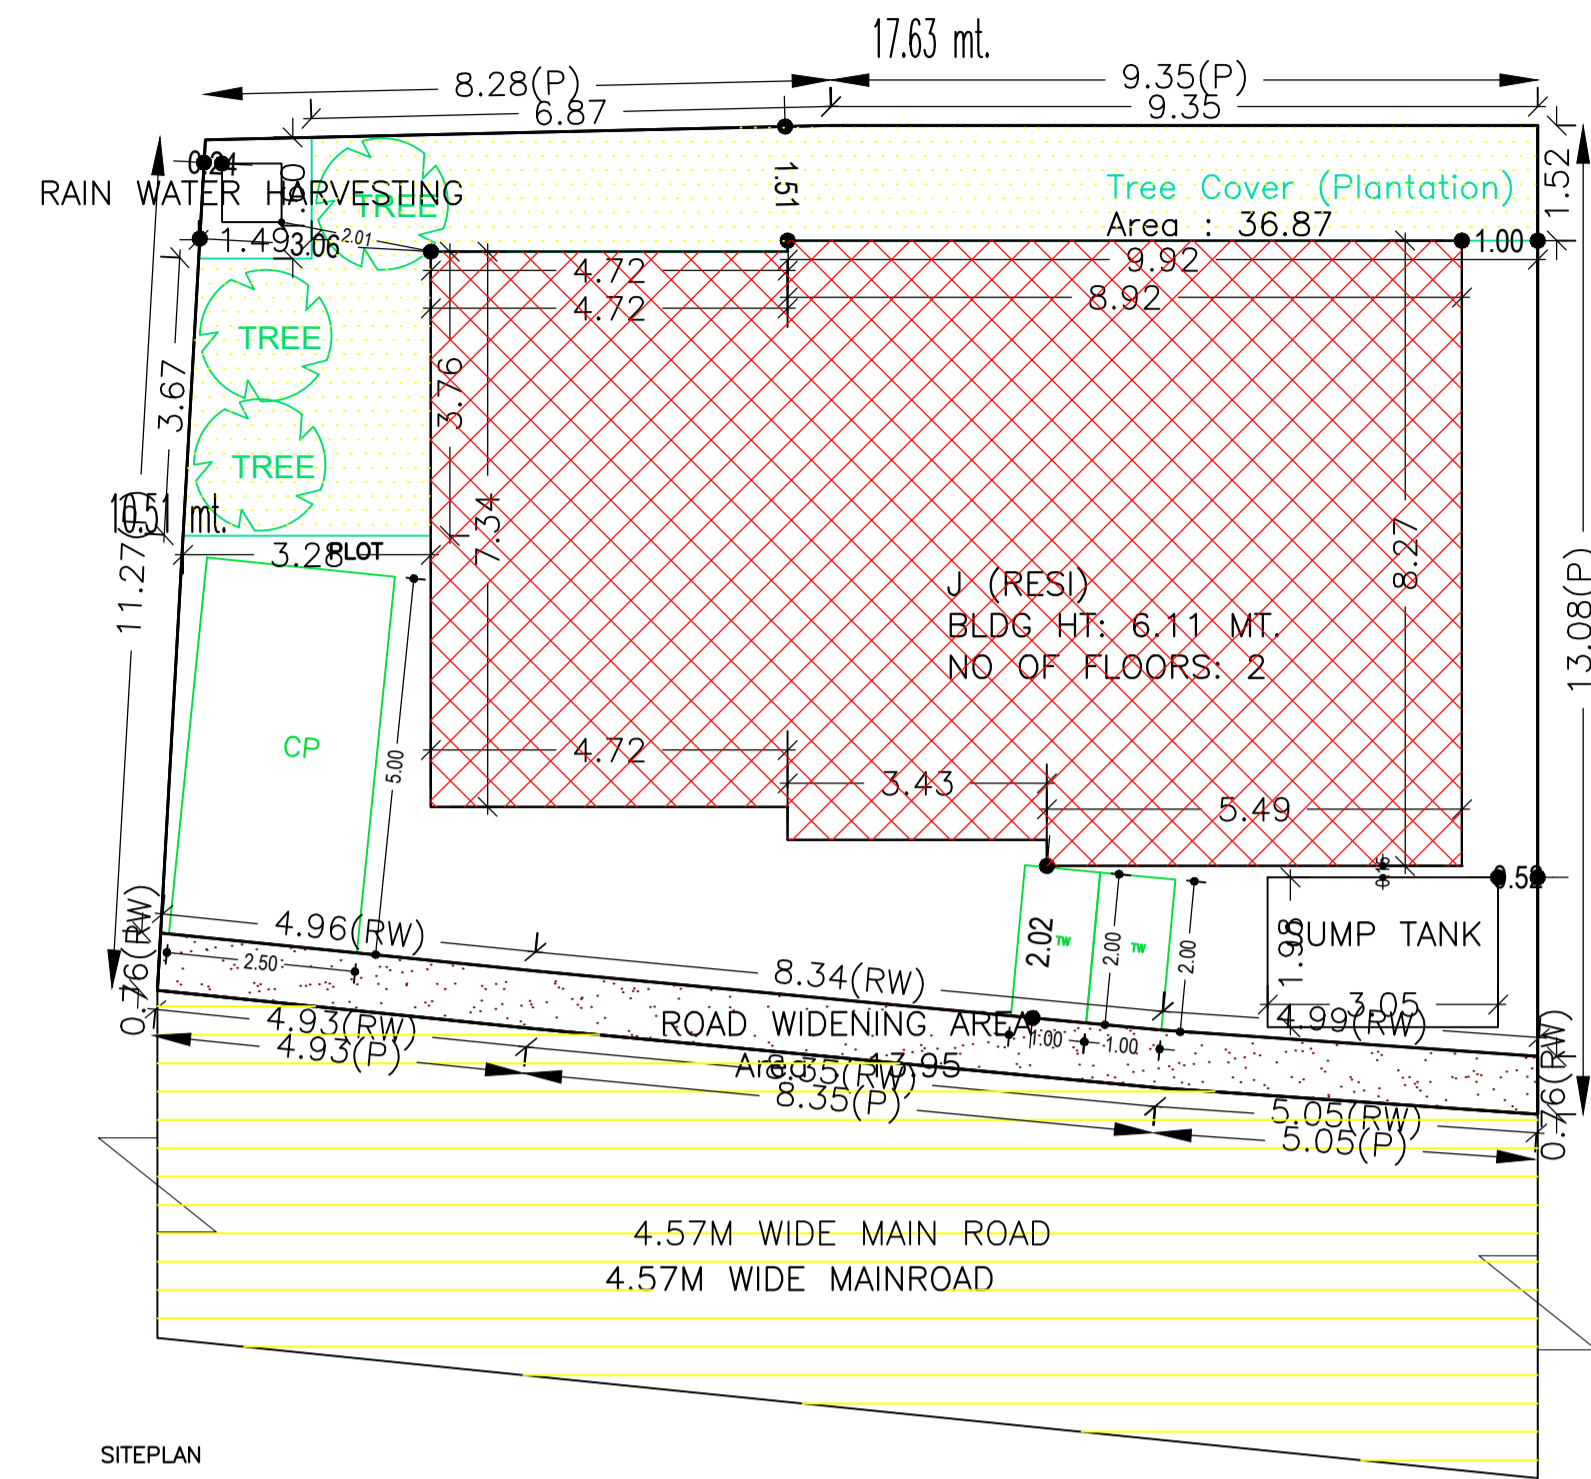 17.63 mt.
8.28(P)
9.35(P)
6.87
9.35
0.24
RAIN WATER HARVESTING
TREE
1.51
Tree Cover (Plantation)
Area : 36.87
1.52
1.49
3.06
2.01
1.00
4.72
9.92
4.72
8.92
TREE
3.76
3.67
TREE
7.34
10.51 mt.
11.27(P)
3.28
PLOT
8.27
13.08(P)
J (RESI)
BLDG HT: 6.11 MT.
NO OF FLOORS: 2
CP
5.00
4.72
3.43
5.49
0.52
0.76(RW)
4.96(RW)
2.50
8.34(RW)
2.02
TW
2.00
TW
2.00
1.98
SUMP TANK
3.05
4.99(RW)
4.93(RW)
4.93(P)
ROAD WIDENING AREA
1.00
1.00
Area : 13.95
8.35(RW)
8.35(P)
5.05(RW)
5.05(P)
0.76(RW)
4.57M WIDE MAIN ROAD
4.57M WIDE MAINROAD
SITEPLAN